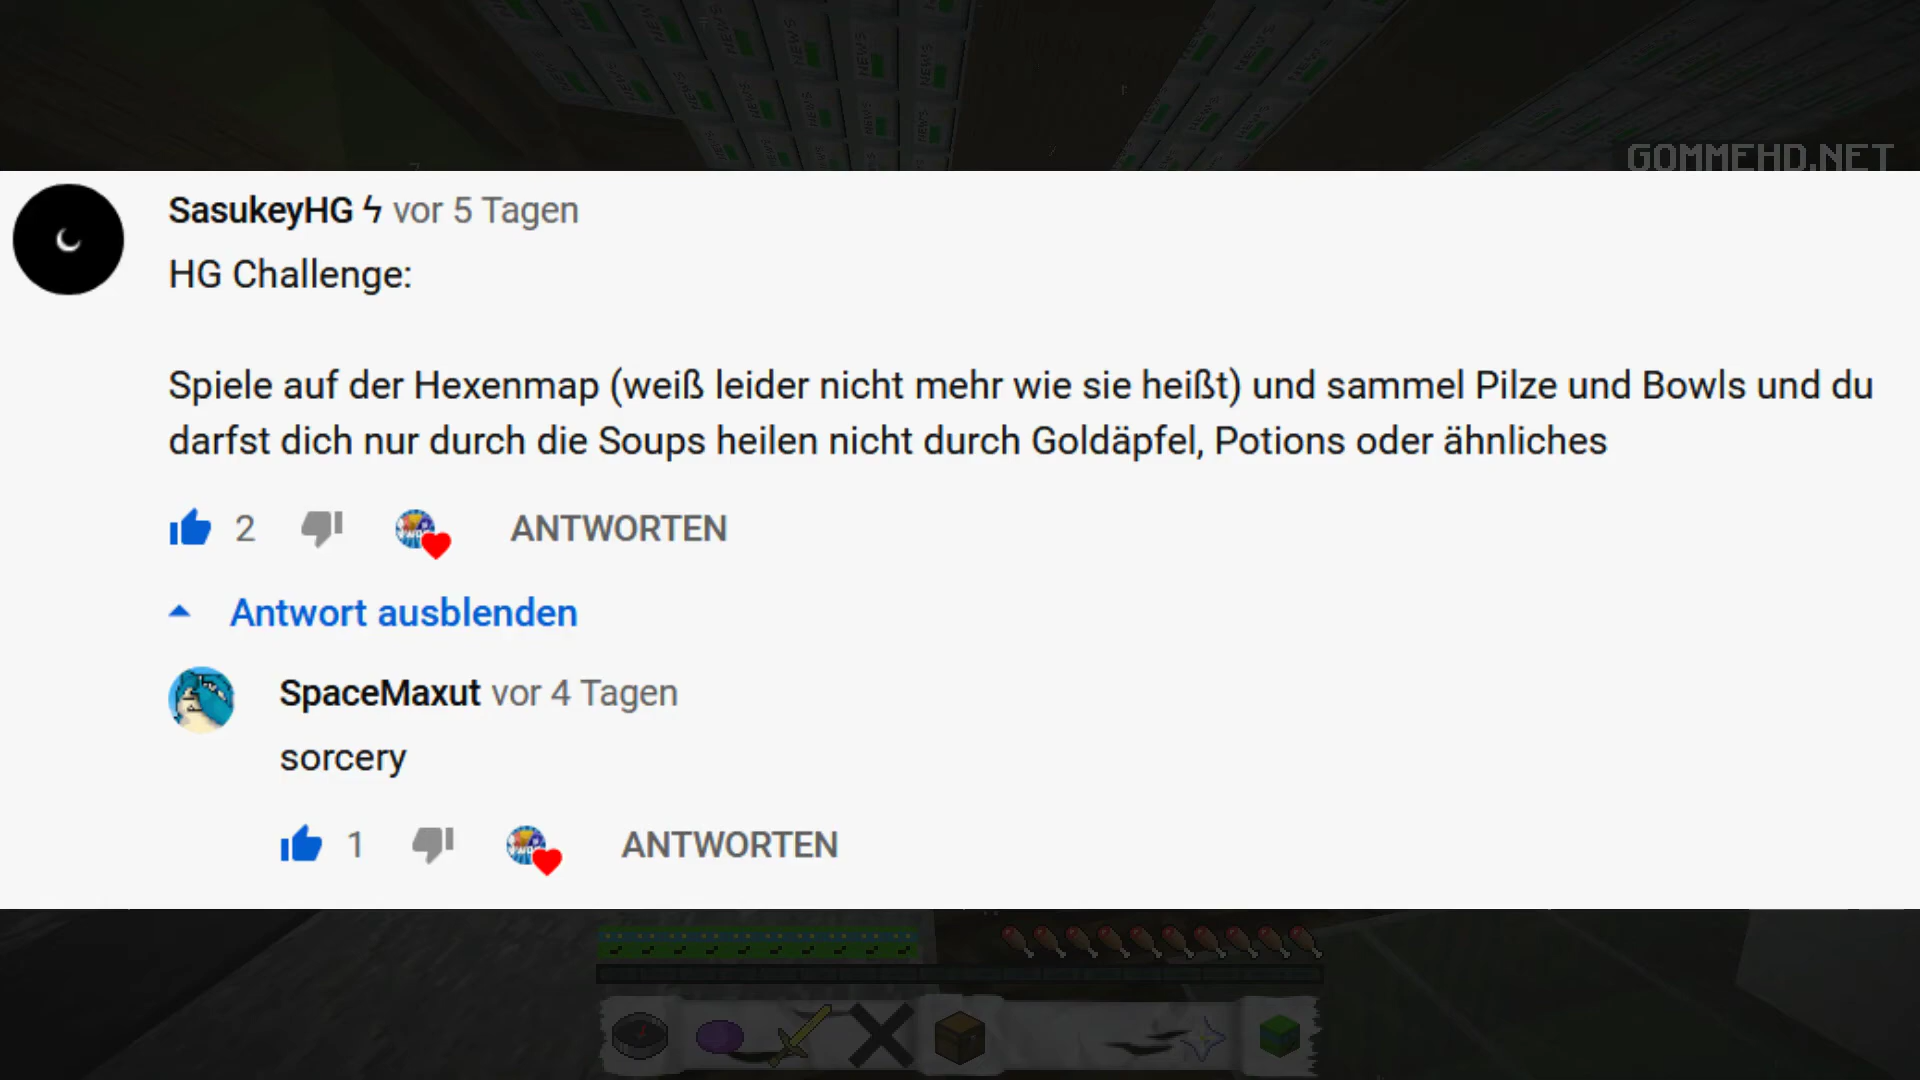 NEWS
GOMMEHD.NET
SasukeyHG ϟ vor 5 Tagen
HG Challenge:
Spiele auf der Hexenmap (weiß leider nicht mehr wie sie heißt) und sammel Pilze und Bowls und du
darfst dich nur durch die Soups heilen nicht durch Goldäpfel, Potions oder ähnliches
2 ANTWORTEN
Antwort ausblenden
SpaceMaxut vor 4 Tagen
sorcery
1 ANTWORTEN